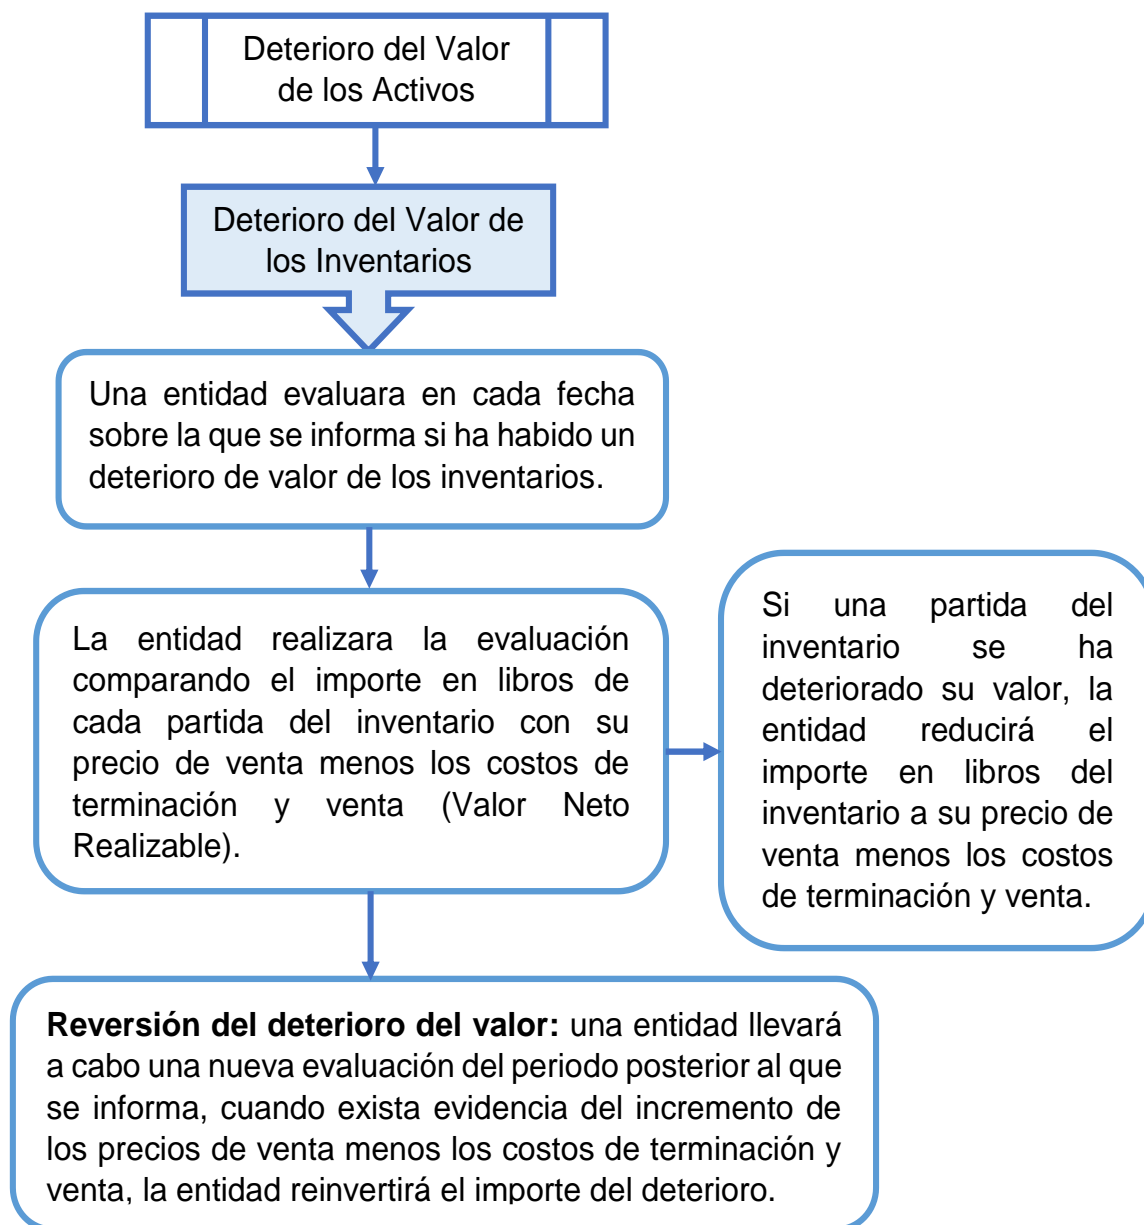 Deterioro del Valor
de los Activos
Deterioro del Valor de
los Inventarios
Una entidad evaluara en cada fecha
sobre la que se informa si ha habido un
deterioro de valor de los inventarios.
La entidad realizara la evaluación
comparando el importe en libros de
cada partida del inventario con su
precio de venta menos los costos de
terminación y venta (Valor Neto
Realizable).
Si una partida del
inventario se ha
deteriorado su valor, la
entidad reducirá el
importe en libros del
inventario a su precio de
venta menos los costos
de terminación y venta.
Reversión del deterioro del valor: una entidad llevará
a cabo una nueva evaluación del periodo posterior al que
se informa, cuando exista evidencia del incremento de
los precios de venta menos los costos de terminación y
venta, la entidad reinvertirá el importe del deterioro.